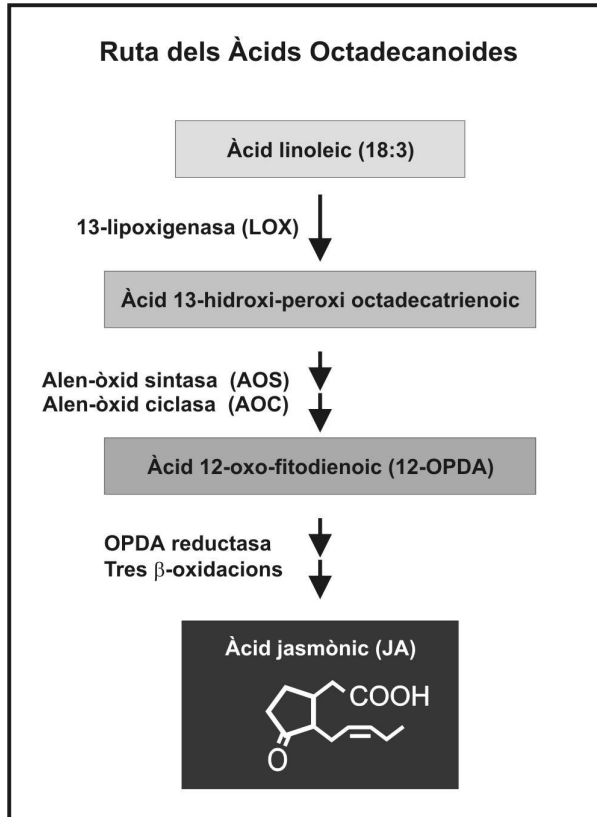 Ruta dels Àcids Octadecanoides
Àcid linoleic (18:3)
13-lipoxigenasa (LOX)
Àcid 13-hidroxi-peroxi octadecatrienoic
Alen-òxid sintasa (AOS)
Alen-òxid ciclasa (AOC)
Àcid 12-oxo-fitodienoic (12-OPDA)
OPDA reductasa
Tres β-oxidacions
Àcid jasmònic (JA)
COOH
O